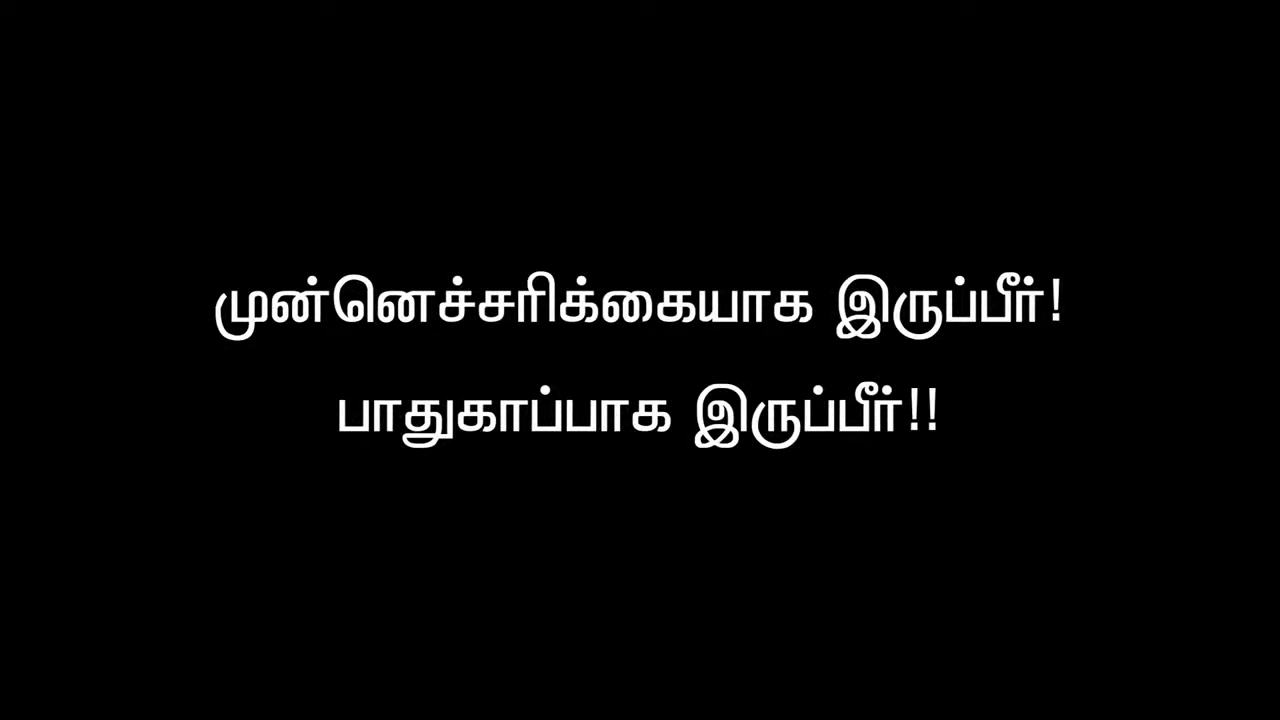 முன்னெச்சரிக்கையாக இருப்பீர்!
பாதுகாப்பாக இருப்பீர்!!